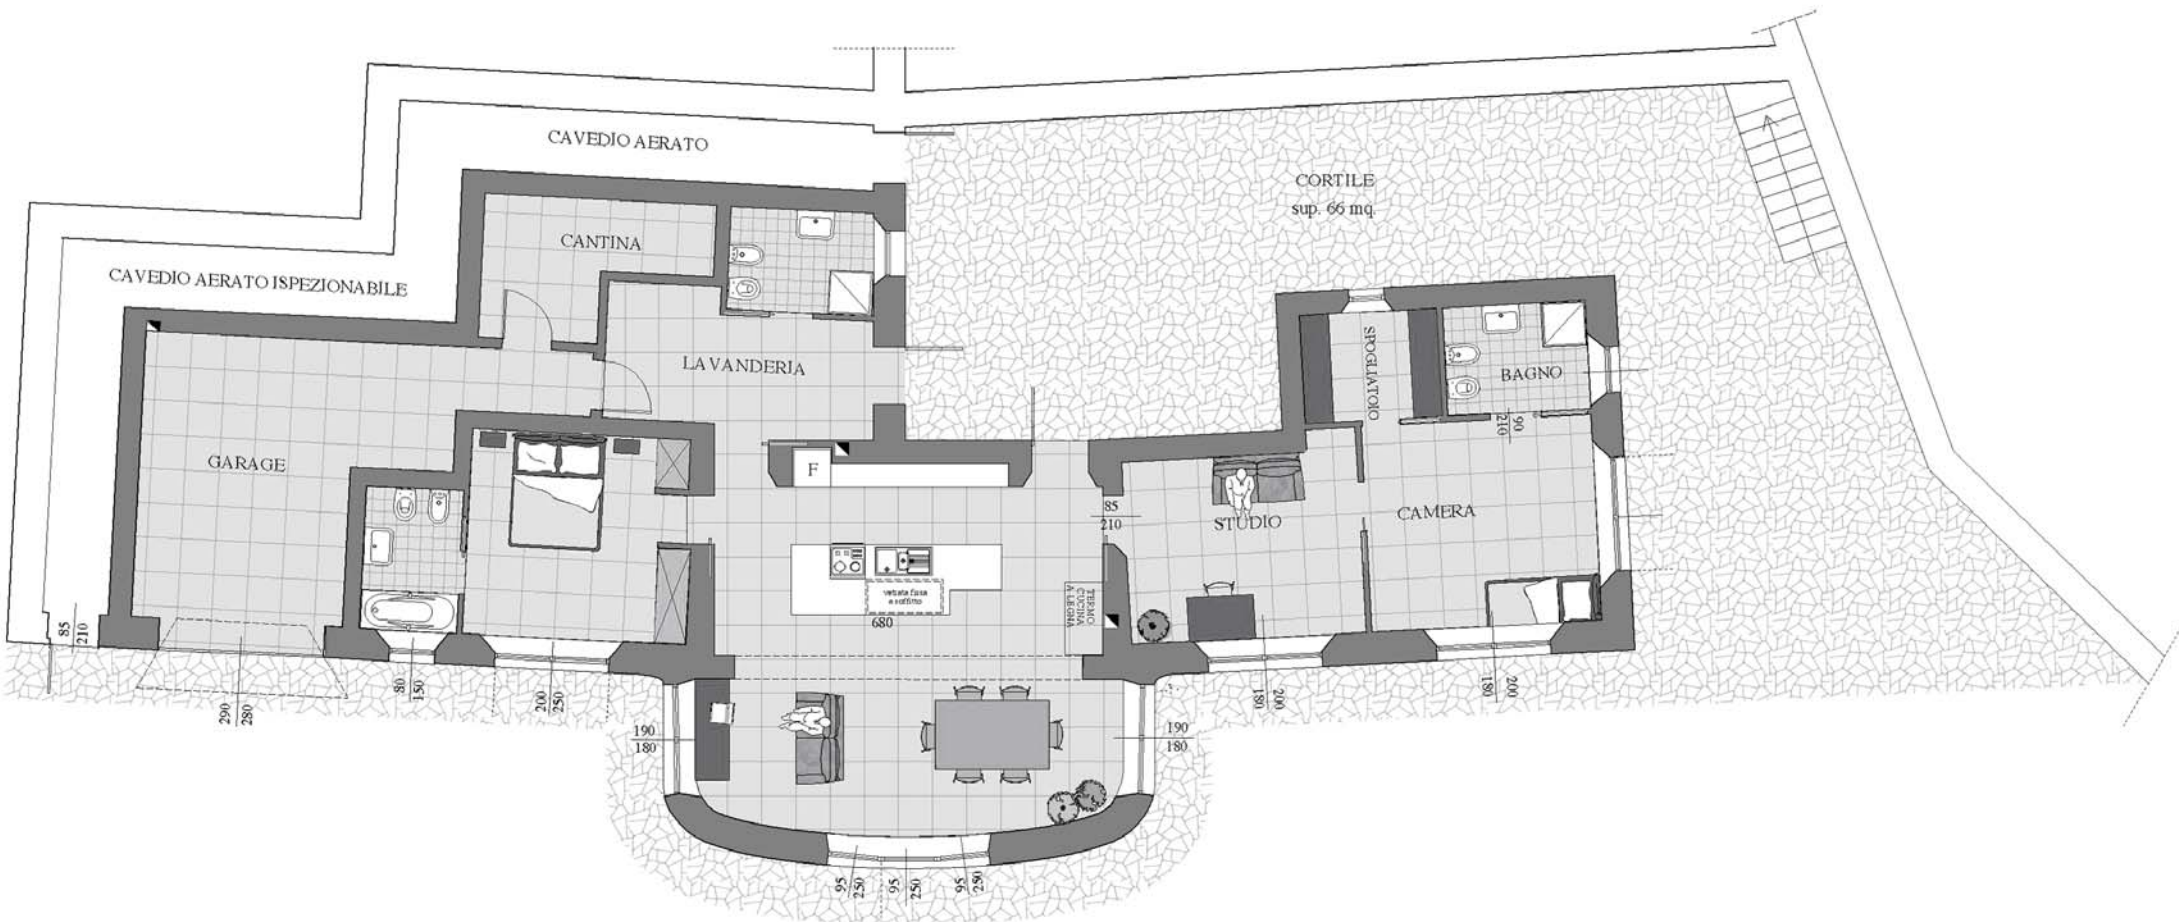 CAVEDIO AERATO
CORTILE
sup. 66 mq.
CANTINA
CAVEDIO AERATO ISPEZIONABILE
LAVANDERIA
SPOGLIATOIO
BAGNO
90
210
GARAGE
F
85
210
STUDIO
CAMERA
vetrata fissa
a soffitto
680
TERMO
CUCINA
A LEGNA
85
210
290
280
80
150
200
250
190
180
190
180
180
200
180
200
95
250
95
250
95
250